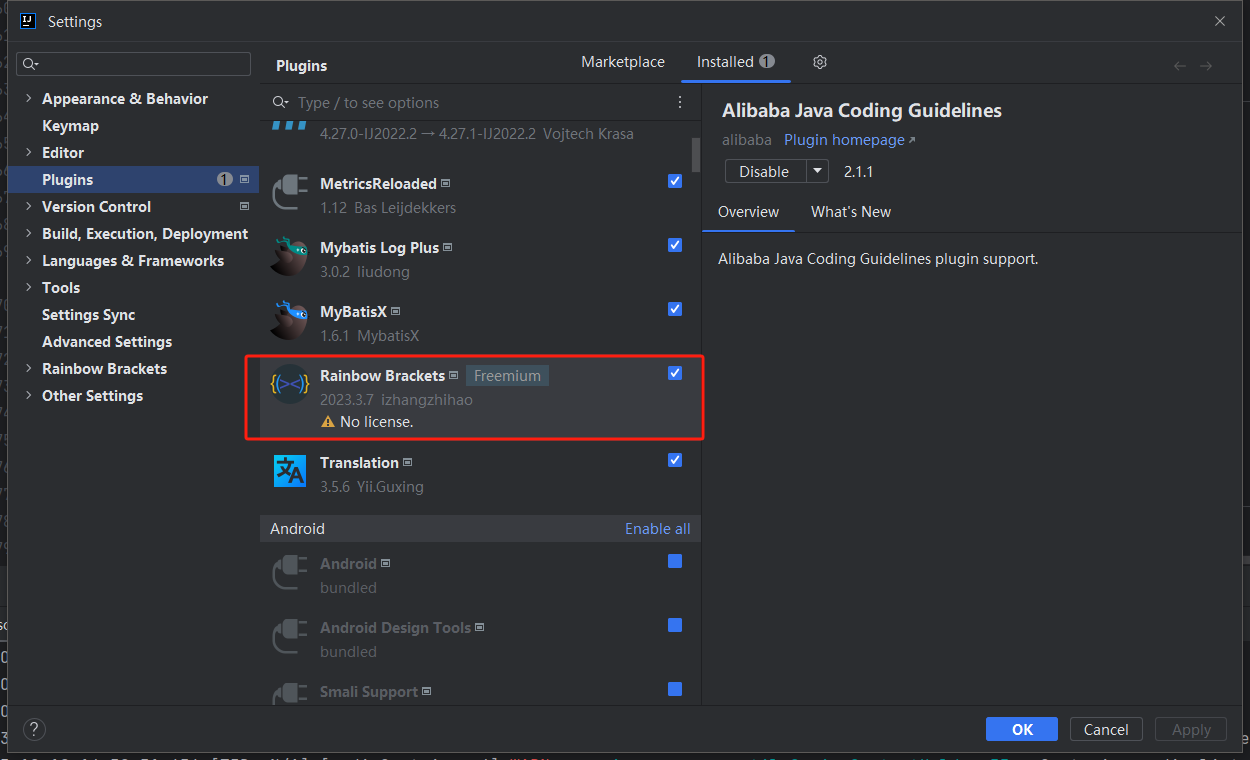 Settings
Plugins
Marketplace
Installed 1
Type / to see options
Appearance & Behavior
Keymap
Editor
Plugins 1
Version Control
Build, Execution, Deployment
Languages & Frameworks
Tools
Settings Sync
Advanced Settings
Rainbow Brackets
Other Settings
4.27.0-IJ2022.2 → 4.27.1-IJ2022.2 Vojtech Krasa
MetricsReloaded
1.12 Bas Leijdekkers
Mybatis Log Plus
3.0.2 liudong
MyBatisX
1.6.1 MybatisX
Rainbow Brackets Freemium
2023.3.7 izhangzhihao
No license.
Translation
3.5.6 Yii.Guxing
Android Enable all
Android
bundled
Android Design Tools
bundled
Smali Support
Alibaba Java Coding Guidelines
alibaba Plugin homepage ↗
Disable 2.1.1
Overview What's New
Alibaba Java Coding Guidelines plugin support.
?
OK Cancel Apply